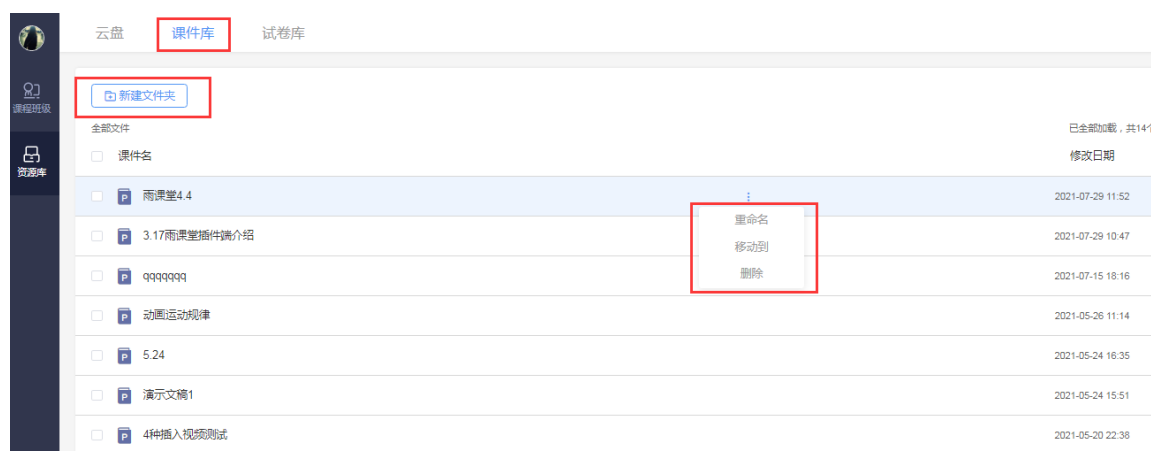 云盘 课件库 试卷库
课程班级
资源库
新建文件夹
全部文件 已全部加载，共14个
课件名 修改日期
雨课堂4.4 2021-07-29 11:52
重命名
3.17雨课堂插件端介绍 2021-07-29 10:47
移动到
删除
qqqqqqq 2021-07-15 18:16
动画运动规律 2021-05-26 11:14
5.24 2021-05-24 16:35
演示文稿1 2021-05-24 15:51
4种插入视频测试 2021-05-20 22:38